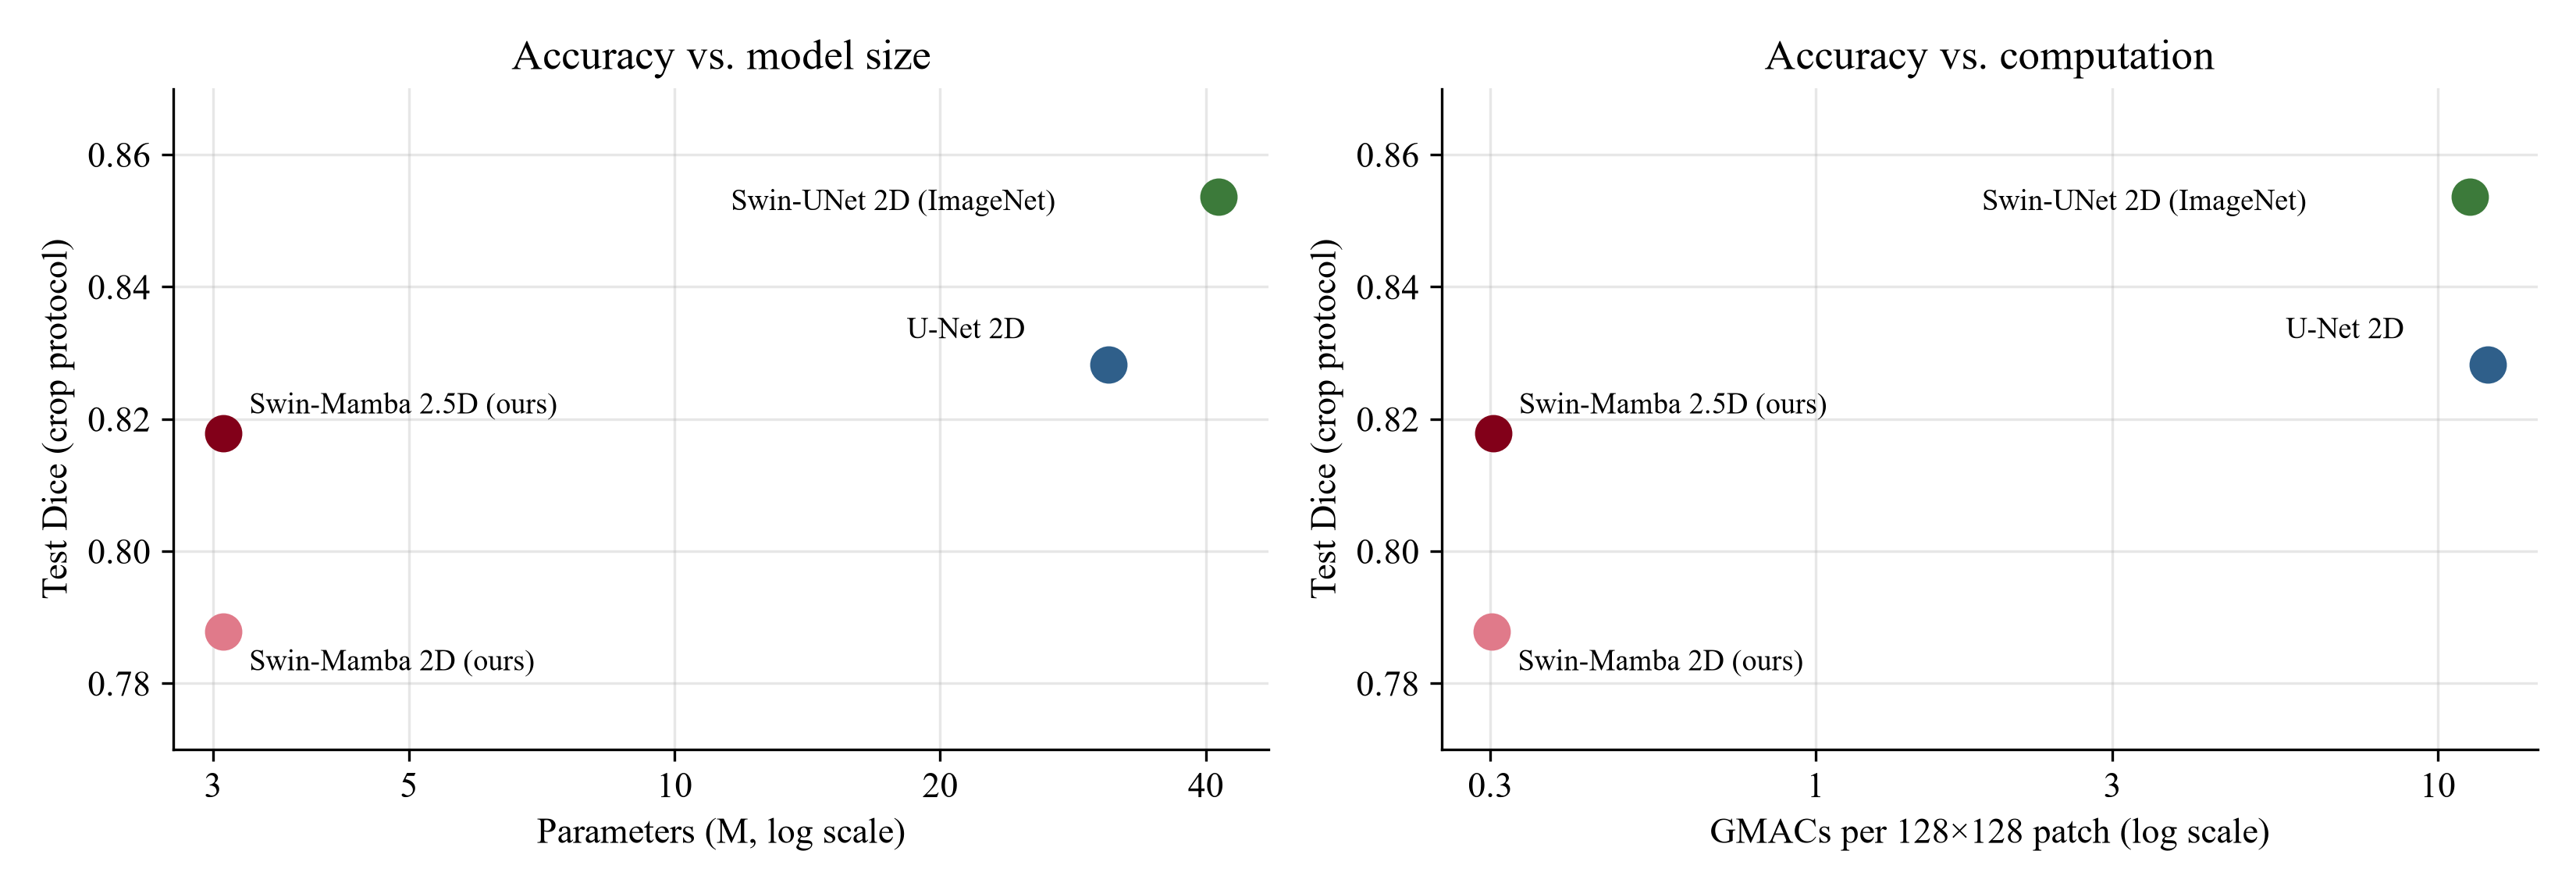 Accuracy vs. model size
Test Dice (crop protocol)
0.86
0.84
0.82
0.80
0.78
Swin-UNet 2D (ImageNet)
U-Net 2D
Swin-Mamba 2.5D (ours)
Swin-Mamba 2D (ours)
3 5 10 20 40
Parameters (M, log scale)
Accuracy vs. computation
Test Dice (crop protocol)
0.86
0.84
0.82
0.80
0.78
Swin-UNet 2D (ImageNet)
U-Net 2D
Swin-Mamba 2.5D (ours)
Swin-Mamba 2D (ours)
0.3 1 3 10
GMACs per 128×128 patch (log scale)